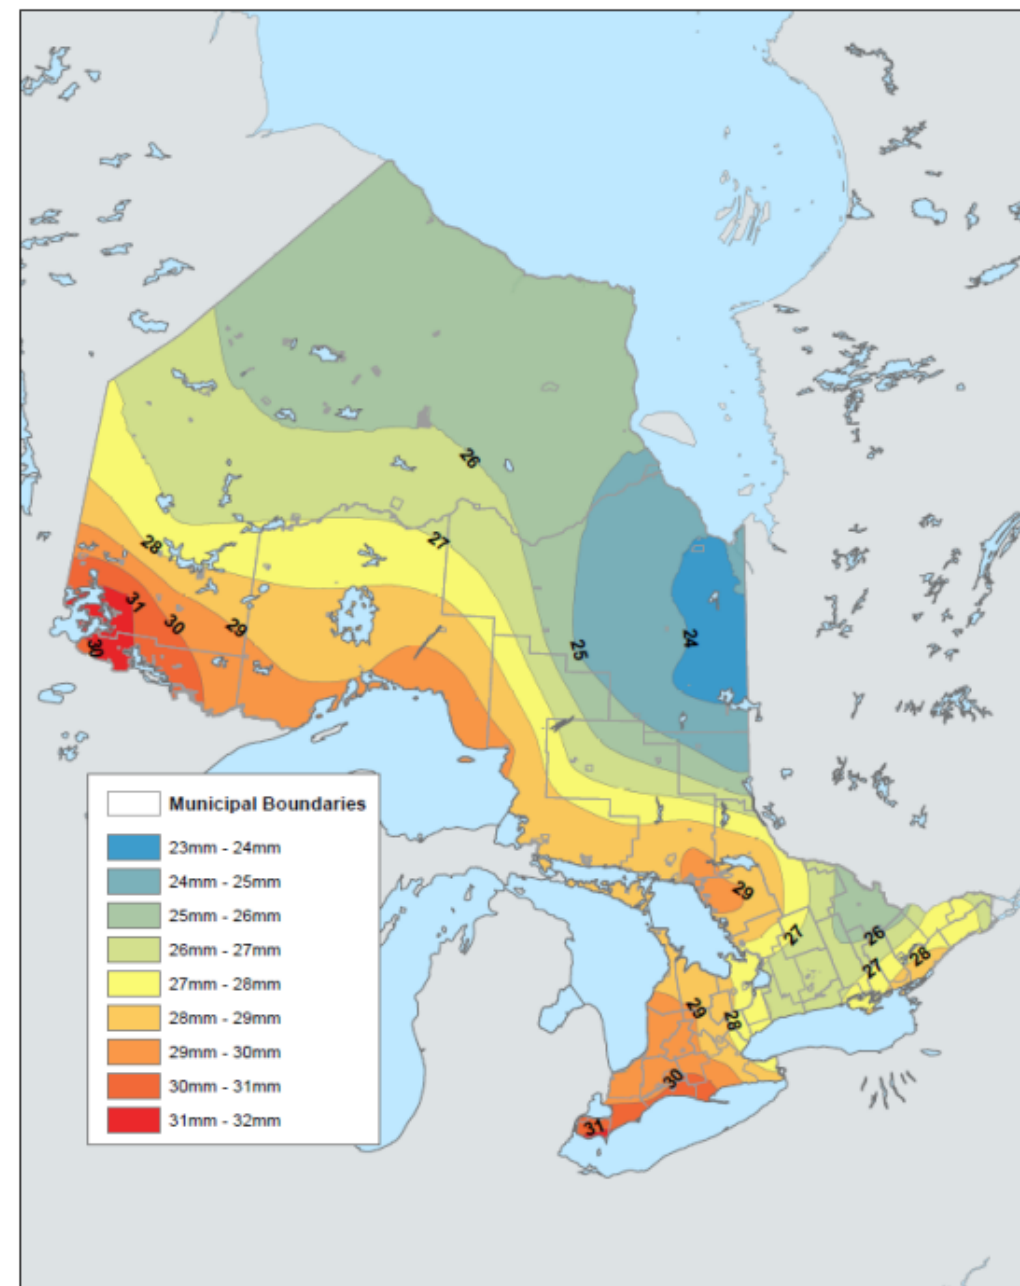 26
28
27
31
30
29
30
25
24
29
27
26
27
28
29
28
30
31
Municipal Boundaries
23mm - 24mm
24mm - 25mm
25mm - 26mm
26mm - 27mm
27mm - 28mm
28mm - 29mm
29mm - 30mm
30mm - 31mm
31mm - 32mm